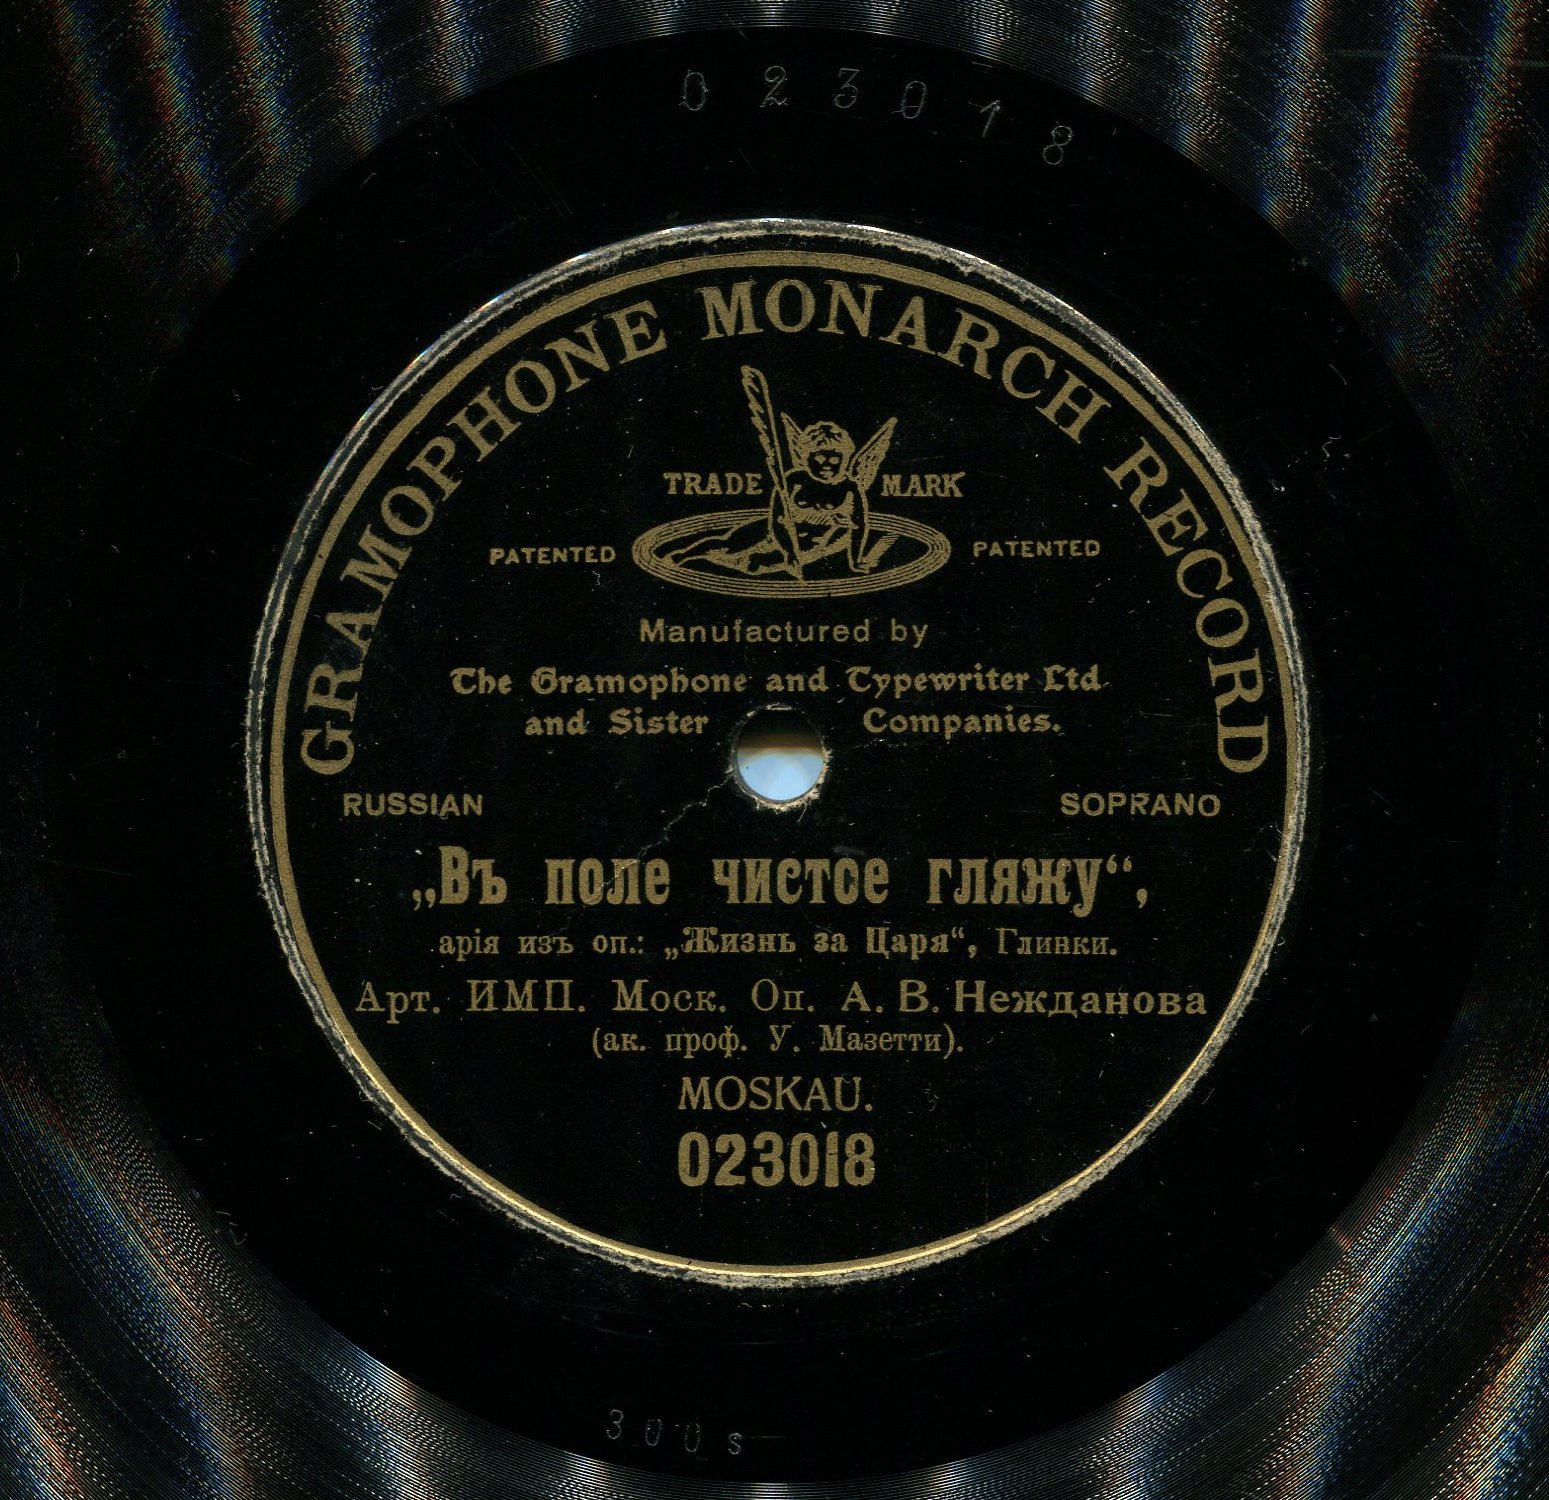 023018
GRAMOPHONE MONARCH RECORD
TRADE MARK
PATENTED PATENTED
Manufactured by
The Gramophone and Typewriter Ltd
and Sister Companies.
RUSSIAN SOPRANO
„Въ поле чистое гляжу“,
арія изъ оп.: „Жизнь за Царя“, Глинки.
Арт. ИМП. Моск. Оп. А. В. Нежданова
(ак. проф. У. Мазетти).
MOSKAU.
023018
300s